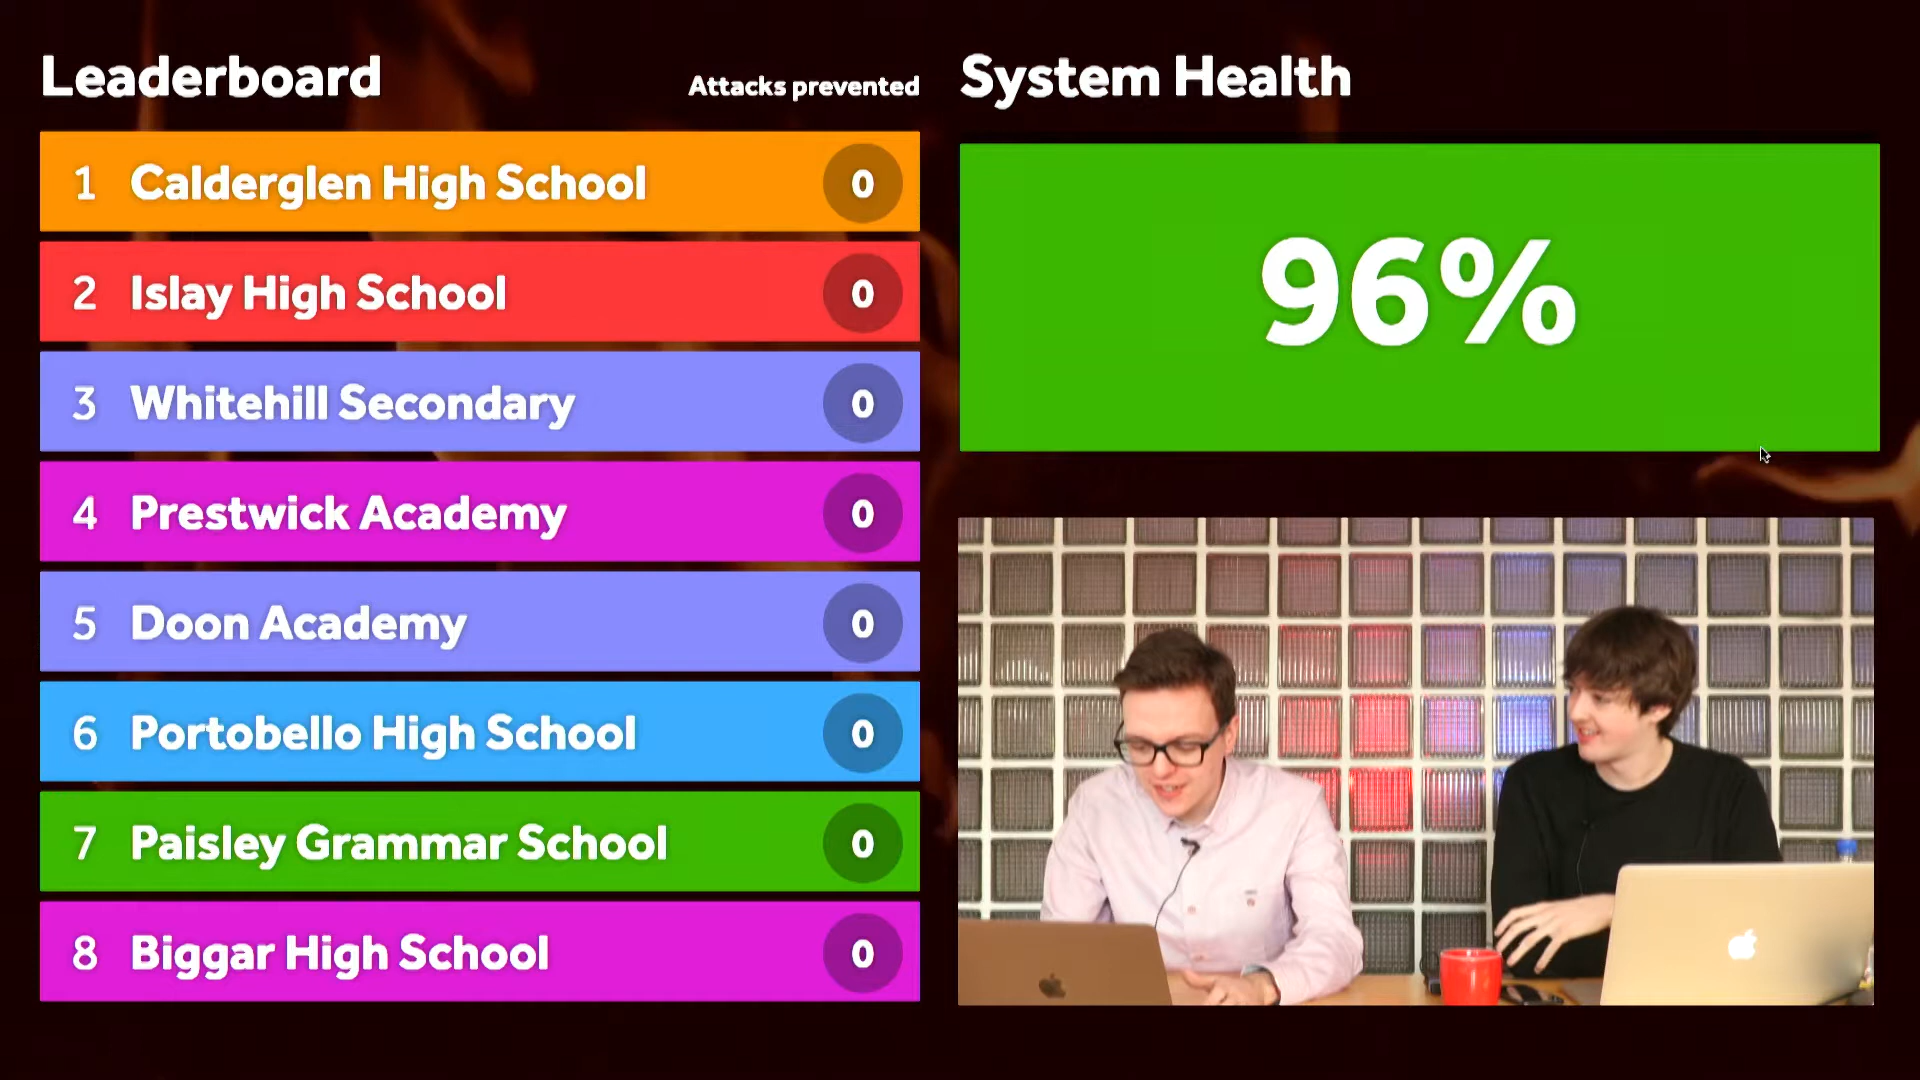 Leaderboard
Attacks prevented
1 Calderglen High School 0
2 Islay High School 0
3 Whitehill Secondary 0
4 Prestwick Academy 0
5 Doon Academy 0
6 Portobello High School 0
7 Paisley Grammar School 0
8 Biggar High School 0
System Health
96%